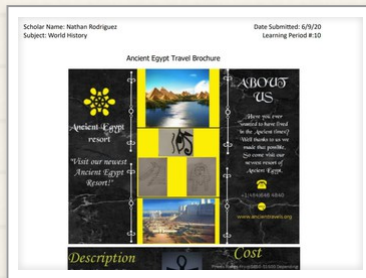 Scholar Name: Nathan Rodriguez
Date Submitted: 6/9/20
Subject: World History
Learning Period #:10
Ancient Egypt Travel Brochure
Ancient Egypt
resort
"Visit our newest
Ancient Egypt
Resort!"
ABOUT
US
Have you ever
wanted to have lived
in the Ancient times?
Well thanks to us we
made that possible.
So come visit our
newest resort of
Ancient Egypt.
www.ancienttravels.org
Description
Cost